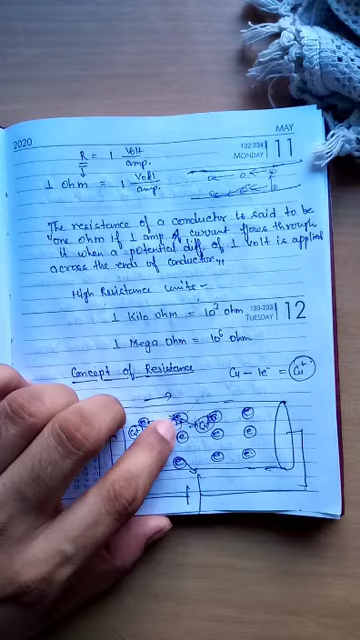 2020
MAY
132-234
MONDAY 11
R = 1 Volt
amp.
1 ohm = 1 Volt
amp.
The resistance of a conductor is said to be
one ohm if 1 amp of current flows through
it when a potential diff of 1 volt is applied
across the ends of conductor,,
High Resistance units -
1 Kilo ohm = 10³ ohm
133-233
TUESDAY 12
1 Mega ohm = 10⁶ ohm.
Concept of Resistance
Cu - 1e⁻ = Cu⁺
e
e
e
e
e
e
e